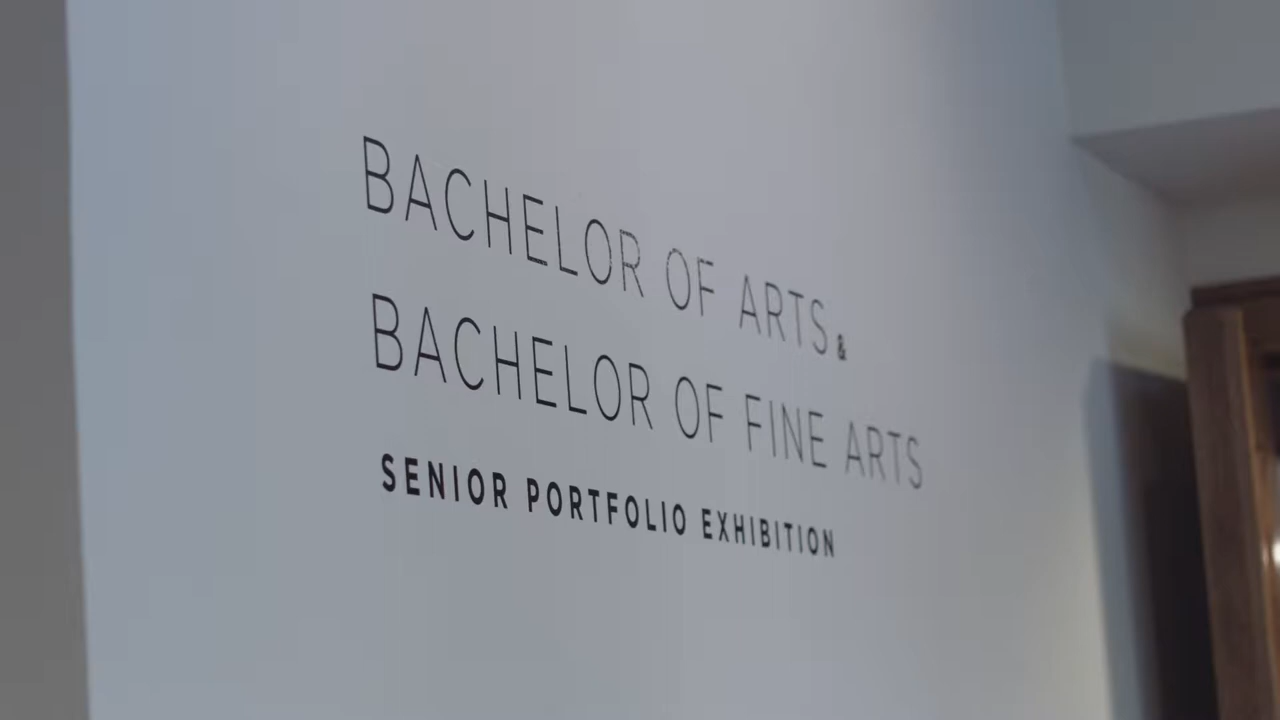 BACHELOR OF ARTS &
BACHELOR OF FINE ARTS
SENIOR PORTFOLIO EXHIBITION